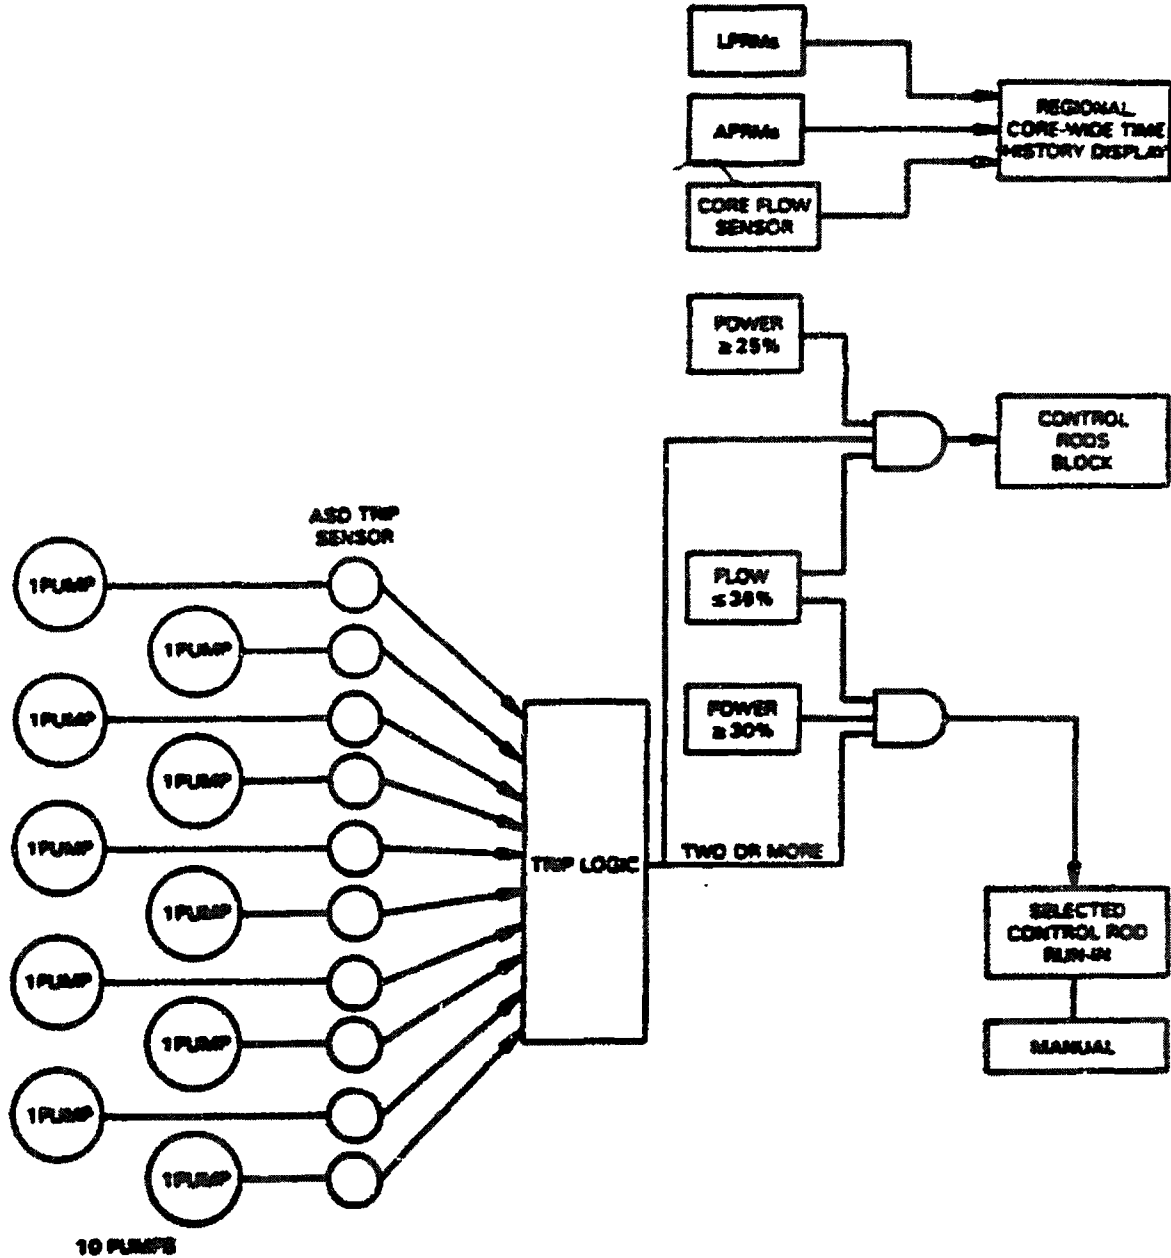 LPRMs
APRMs
CORE FLOW
SENSOR
REGIONAL,
CORE-WIDE TIME
HISTORY DISPLAY
POWER
≥ 25%
CONTROL
RODS
BLOCK
ASD TRIP
SENSOR
FLOW
≤ 36%
POWER
≥ 30%
1 PUMP
1 PUMP
1 PUMP
1 PUMP
1 PUMP
1 PUMP
1 PUMP
1 PUMP
1 PUMP
1 PUMP
TRIP LOGIC
TWO OR MORE
SELECTED
CONTROL ROD
RUN-IN
MANUAL
10 PUMPS